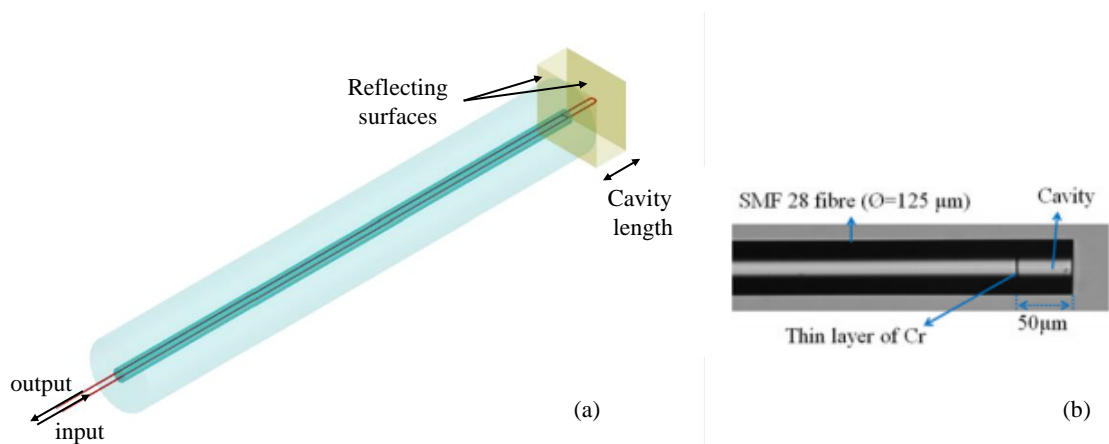 Reflecting
surfaces
Cavity
length
output
input
(a)
SMF 28 fibre (Ø=125 μm)
Cavity
Thin layer of Cr
50μm
(b)